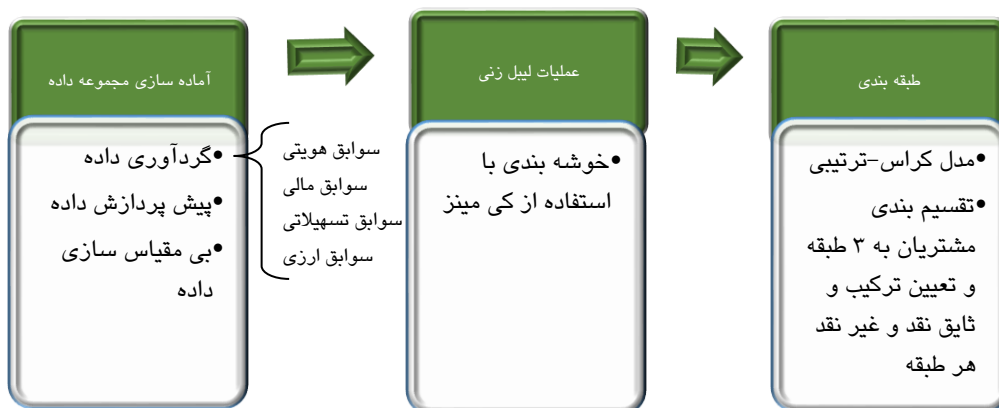 آماده سازی مجموعه داده
•گردآوری داده
•پیش پردازش داده
•بی مقیاس سازی
داده
سوابق هویتی
سوابق مالی
سوابق تسهیلاتی
سوابق ارزی
عملیات لیبل زنی
•خوشه بندی با
استفاده از کی مینز
طبقه بندی
•مدل کراس-ترتیبی
•تقسیم بندی
مشتریان به ۳ طبقه
و تعیین ترکیب و
ثایق نقد و غیر نقد
هر طبقه